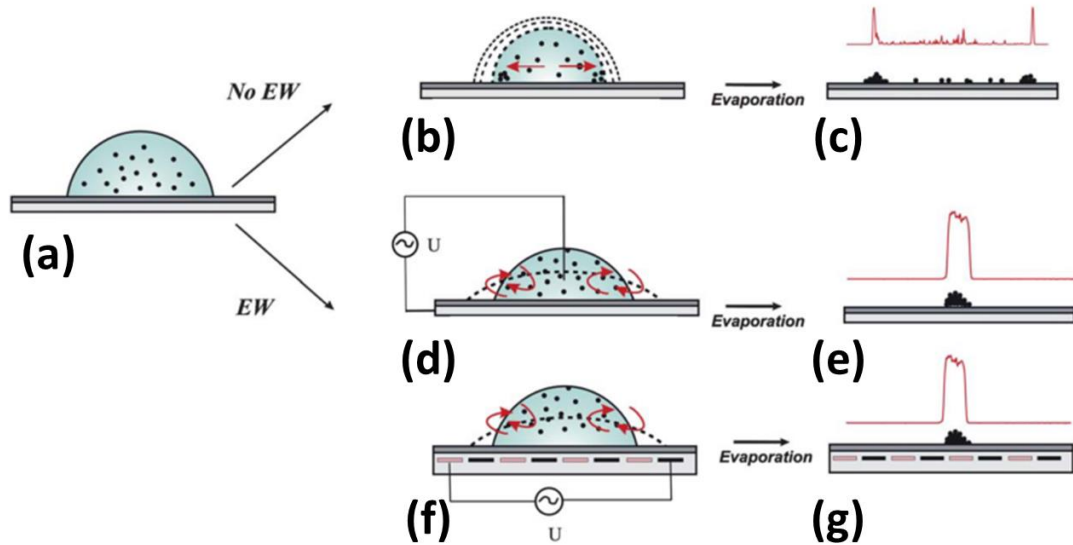 No EW
(b)
Evaporation
(c)
(a)
EW
U
(d)
Evaporation
(e)
(f)
U
Evaporation
(g)